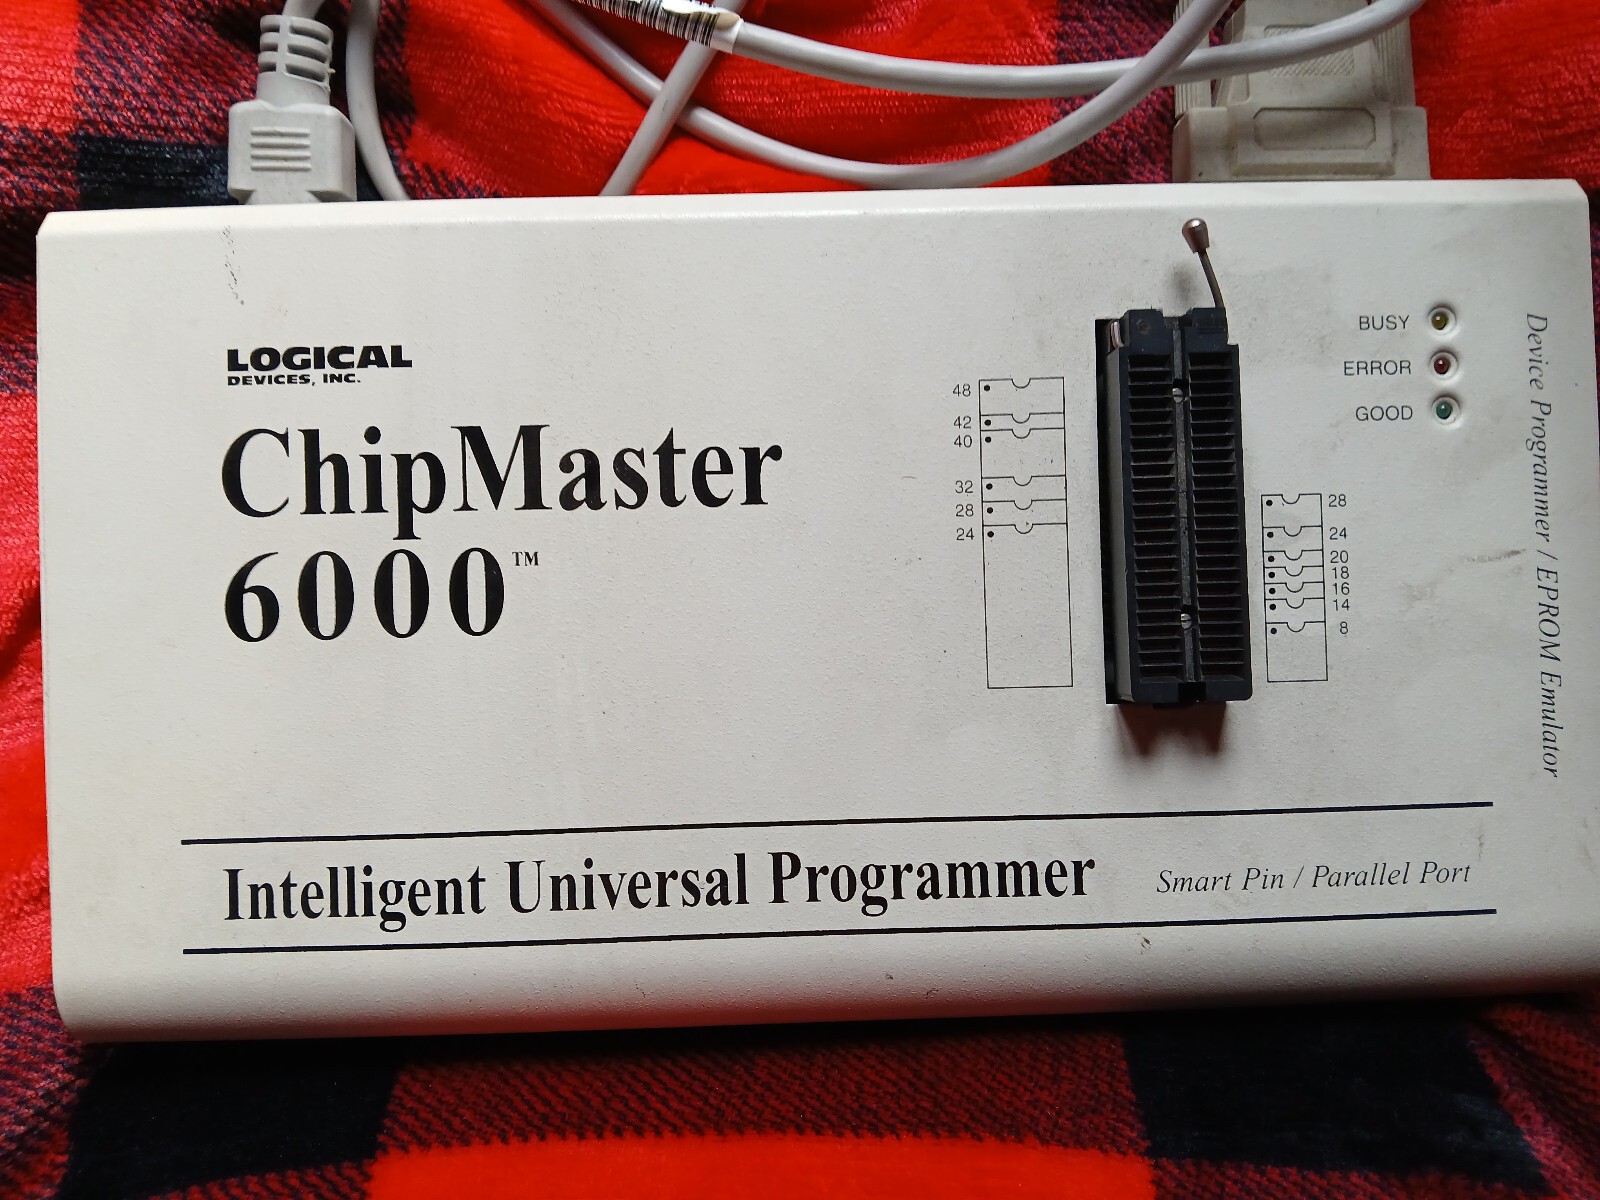 LOGICAL
DEVICES, INC.
ChipMaster
6000™
48
42
40
32
28
24
BUSY
ERROR
GOOD
28
24
20
18
16
14
8
Device Programmer / EPROM Emulator
Intelligent Universal Programmer
Smart Pin / Parallel Port